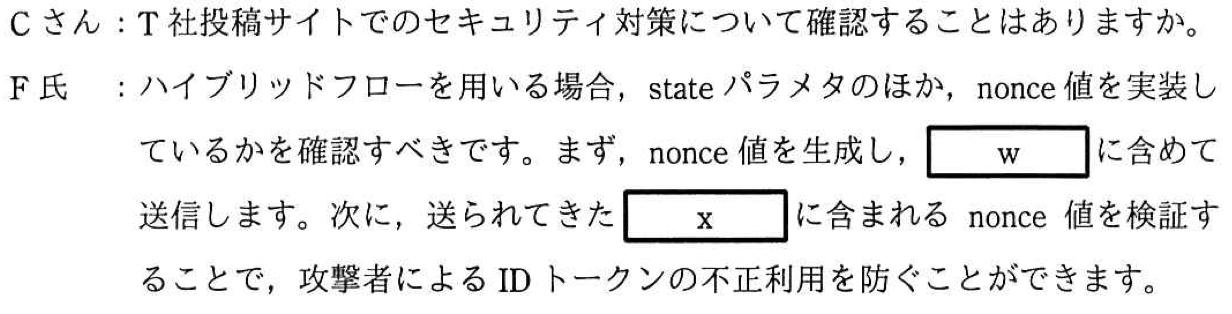 Cさん：T社投稿サイトでのセキュリティ対策について確認することはありますか。
F氏　：ハイブリッドフローを用いる場合，stateパラメタのほか，nonce値を実装し
ているかを確認すべきです。まず，nonce値を生成し，　w　に含めて
送信します。次に，送られてきた　x　に含まれる nonce 値を検証す
ることで，攻撃者によるIDトークンの不正利用を防ぐことができます。